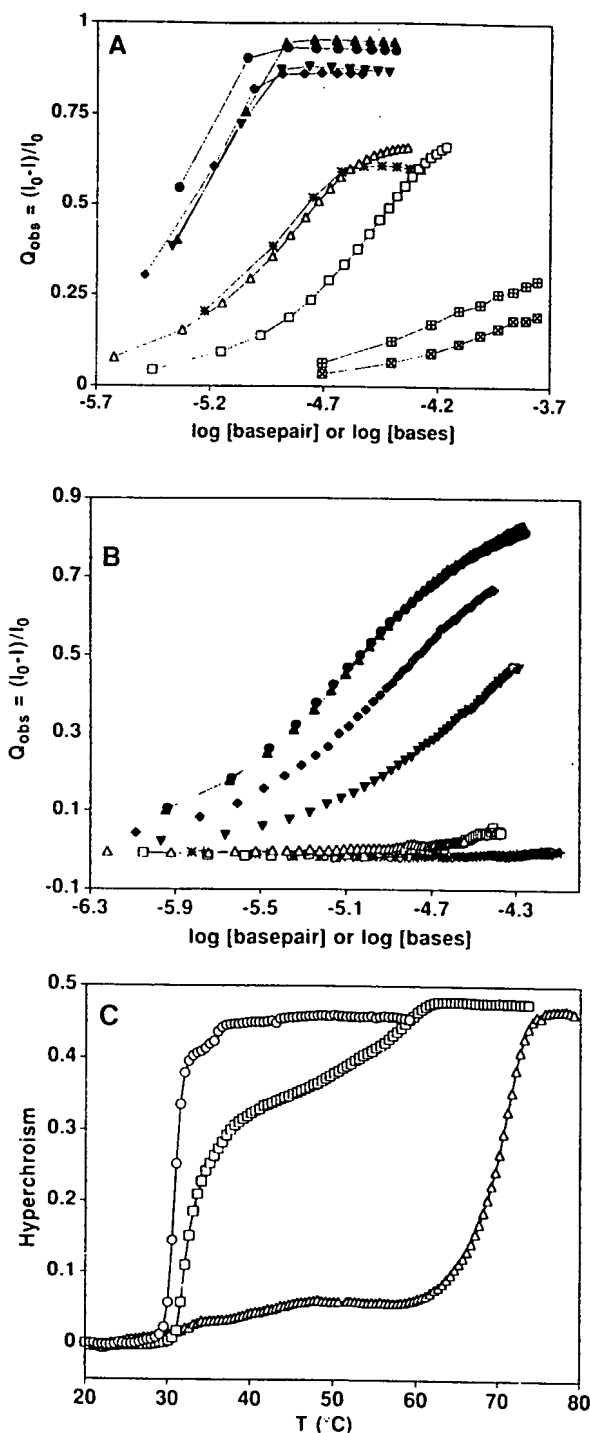 A
1
0.75
0.5
0.25
0
Qobs = (I0-I)/I0
-5.7 -5.2 -4.7 -4.2 -3.7
log [basepair] or log [bases]
B
0.9
0.7
0.5
0.3
0.1
-0.1
Qobs = (I0-I)/I0
-6.3 -5.9 -5.5 -5.1 -4.7 -4.3
log [basepair] or log [bases]
C
0.5
0.4
0.3
0.2
0.1
0
Hyperchroism
20 30 40 50 60 70 80
T (°C)